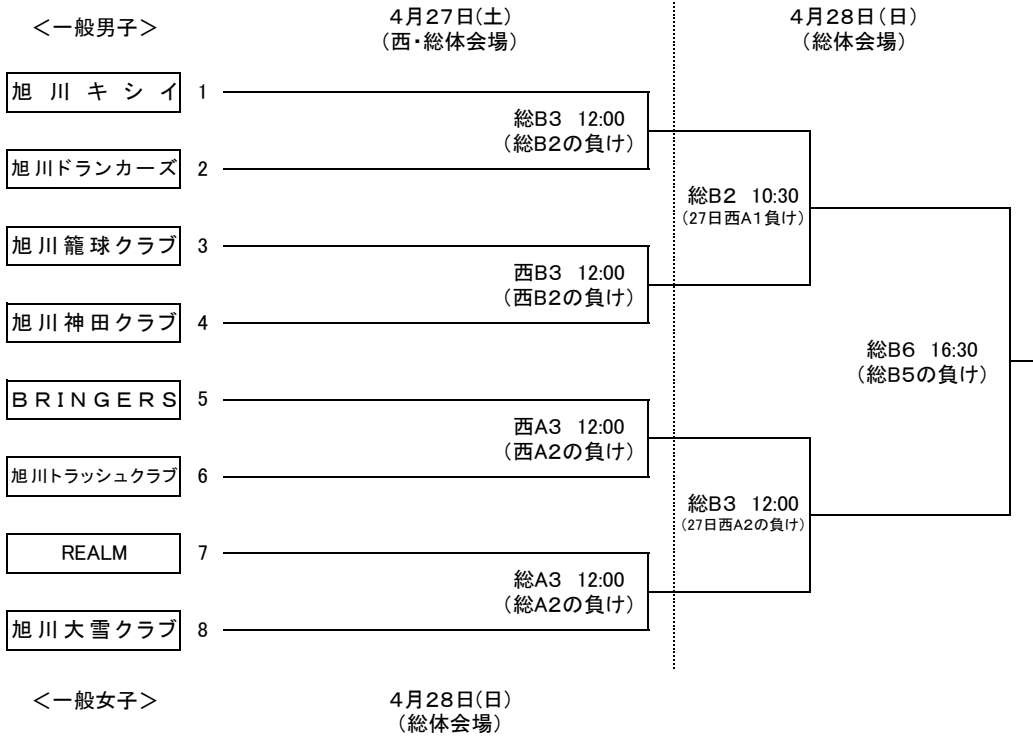 ＜一般男子＞
４月２７日(土)
（西・総体会場）
４月２８日（日）
（総体会場）
旭川キシイ 1
総Ｂ３ 12:00
（総Ｂ２の負け）
旭川ドランカーズ 2
総Ｂ２ 10:30
（27日西Ａ１負け）
旭川籠球クラブ 3
西Ｂ３ 12:00
（西Ｂ２の負け）
旭川神田クラブ 4
総Ｂ６ 16:30
（総Ｂ５の負け）
ＢＲＩＮＧＥＲＳ 5
西Ａ３ 12:00
（西Ａ２の負け）
旭川トラッシュクラブ 6
総Ｂ３ 12:00
（27日西Ａ２の負け）
REALM 7
総Ａ３ 12:00
（総Ａ２の負け）
旭川大雪クラブ 8
＜一般女子＞
４月２８日(日)
（総体会場）